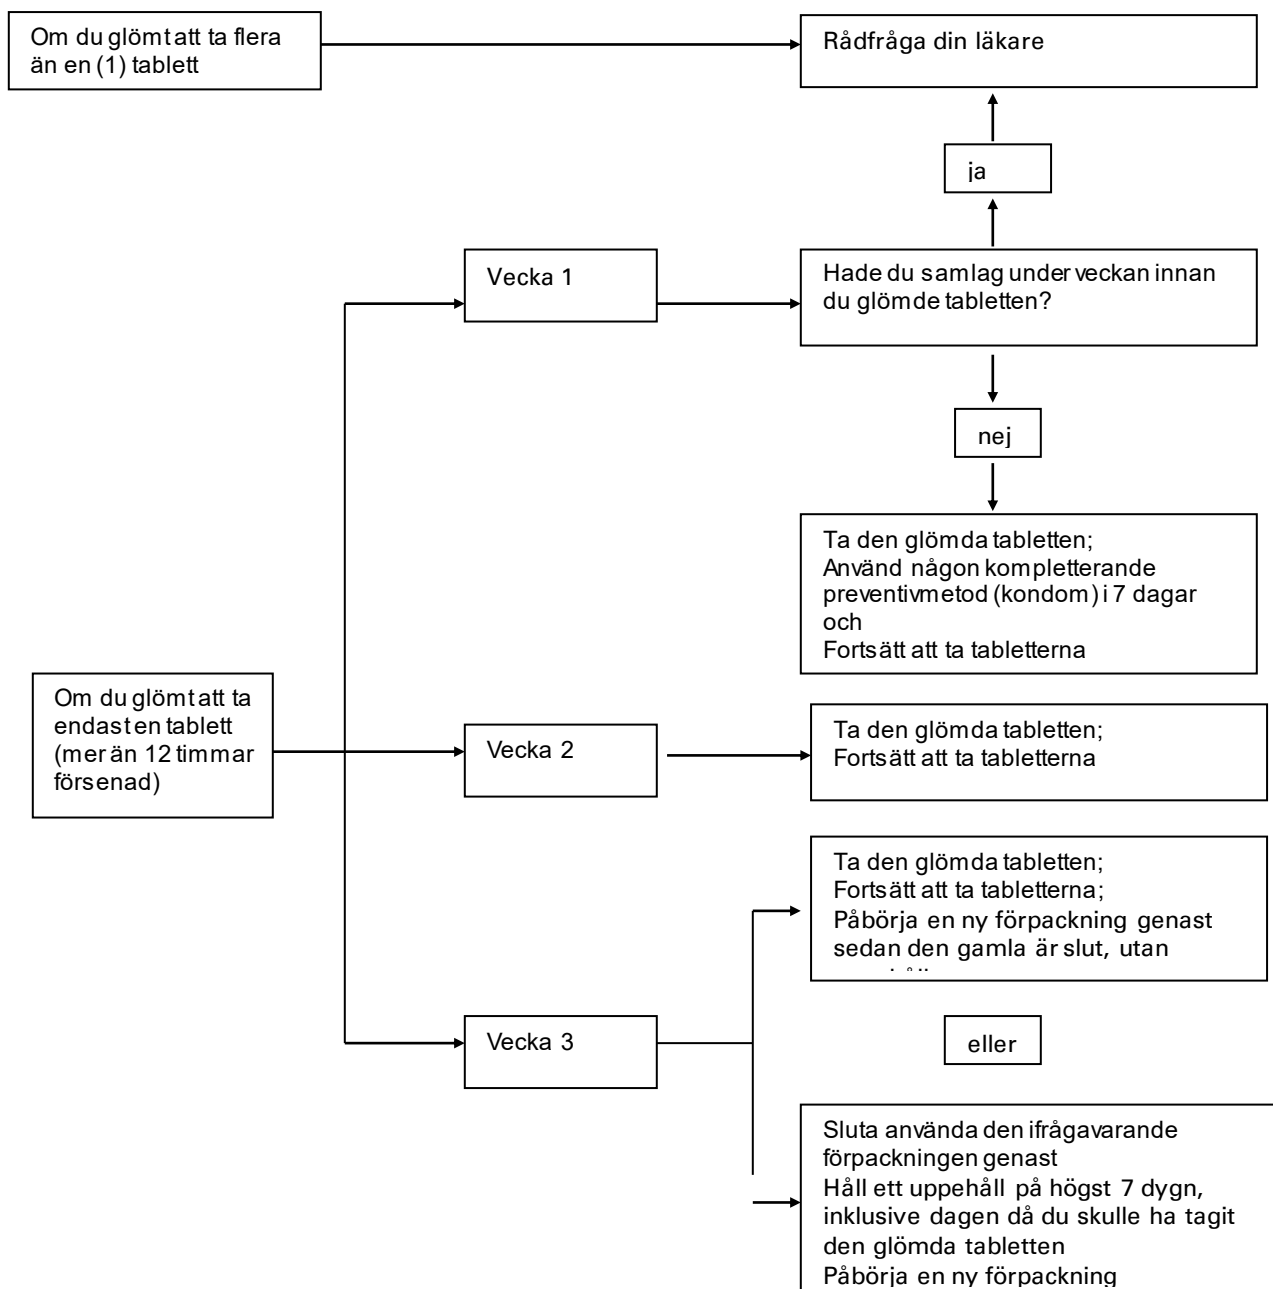 Om du glömt att ta flera
än en (1) tablett
Rådfråga din läkare
ja
Vecka 1
Hade du samlag under veckan innan
du glömde tabletten?
nej
Ta den glömda tabletten;
Använd någon kompletterande
preventivmetod (kondom) i 7 dagar
och
Fortsätt att ta tabletterna
Om du glömt att ta
endast en tablett
(mer än 12 timmar
försenad)
Vecka 2
Ta den glömda tabletten;
Fortsätt att ta tabletterna
Ta den glömda tabletten;
Fortsätt att ta tabletterna;
Påbörja en ny förpackning genast
sedan den gamla är slut, utan
Vecka 3
eller
Sluta använda den ifrågavarande
förpackningen genast
Håll ett uppehåll på högst 7 dygn,
inklusive dagen då du skulle ha tagit
den glömda tabletten
Påbörja en ny förpackning